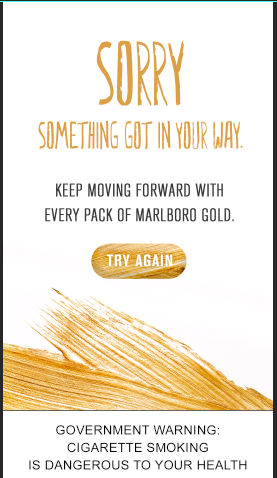 SORRY
SOMETHING GOT IN YOUR WAY.
KEEP MOVING FORWARD WITH
EVERY PACK OF MARLBORO GOLD.
TRY AGAIN
GOVERNMENT WARNING:
CIGARETTE SMOKING
IS DANGEROUS TO YOUR HEALTH